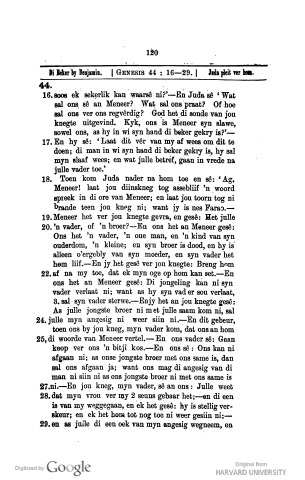 120
Di Beker by Benjamin. [GENESIS 44 : 16—29.] Juda pleit ver hom.
44.
16. soos ek sekerlik kan waarsê ni?’—En Juda sê ‘ Wat
sal ons sê an Meneer? Wat sal ons praat? Of hoe
sal ons ver ons regvêrdig? God het di sonde van jou
knegte uitgevind. Kyk, ons is Meneer syn slawe,
sowel ons, as hy in wi syn hand di beker gekry is?’—
17. En hy sê: ‘Laat dit vêr van my af wees om dit te
doen; di man in wi syn hand di beker gekry is, hy sal
myn slaaf wees; en wat julle betréf, gaan in vrede na
julle vader toe.’
18. Toen kom Juda nader na hom toe en sê: ‘Ag,
Meneer! laat jou diinskneg tog assebliif ’n woord
spreek in di ore van Meneer; en laat jou toorn tog ni
brande teen jou kneg ni; want jy is nes Farao.—
19. Meneer het ver jou knegte gevra, en gesê: Het julle
20. ’n vader, of ’n broer?—En ons het an Meneer gesê:
Ons het ’n vader, ’n oue man, en ’n kind van syn
onderdom, ’n kleine; en syn broer is dood, en hy is
alleen o’ergebly van syn moeder, en syn vader het
hem liif.—En jy het ver jou knegte: Breng hom
22. af na my toe, dat ek myn oge op hom kan set.—En
ons het an Meneer gesê: Di jongeling kan ni syn
vader verlaat ni; want as hy syn vader sou verlaat,
3. sal syn vader sterwe.—Enjy het an jou knegte gesê:
As julle jongste broer ni met julle saam kom ni, sal
24. julle myn angesig ni weer siin ni.—En dit gebeur,
toen ons by jou kneg, myn vader kom, dat ons an hom
25, di woorde van Meneer vertel.—En ons vader sê: Gaan
koop ver ons ’n bitji kos.—En ons sê: Ons kan ni
afgaan ni; as onse jongste broer met ons same is, dan
sal ons afgaan ja; want ons mag di angesig van di
man ni siin ni as ons jongste broer ni met ons same is
27. ni.—En jou kneg, myn vader, sê an ons: Julle weet
28. dat myn vrou ver my 2 seuns gebaar het;—en di een
is van my weggegaan, en ek het gesê: hy is stellig ver-
skeur; en ek het hom tot nog toe ni weer gesiin ni;—
29. en as julle di een oek van myn angesig wegneem, en
Digitized by Google
Original from
HARVARD UNIVERSITY